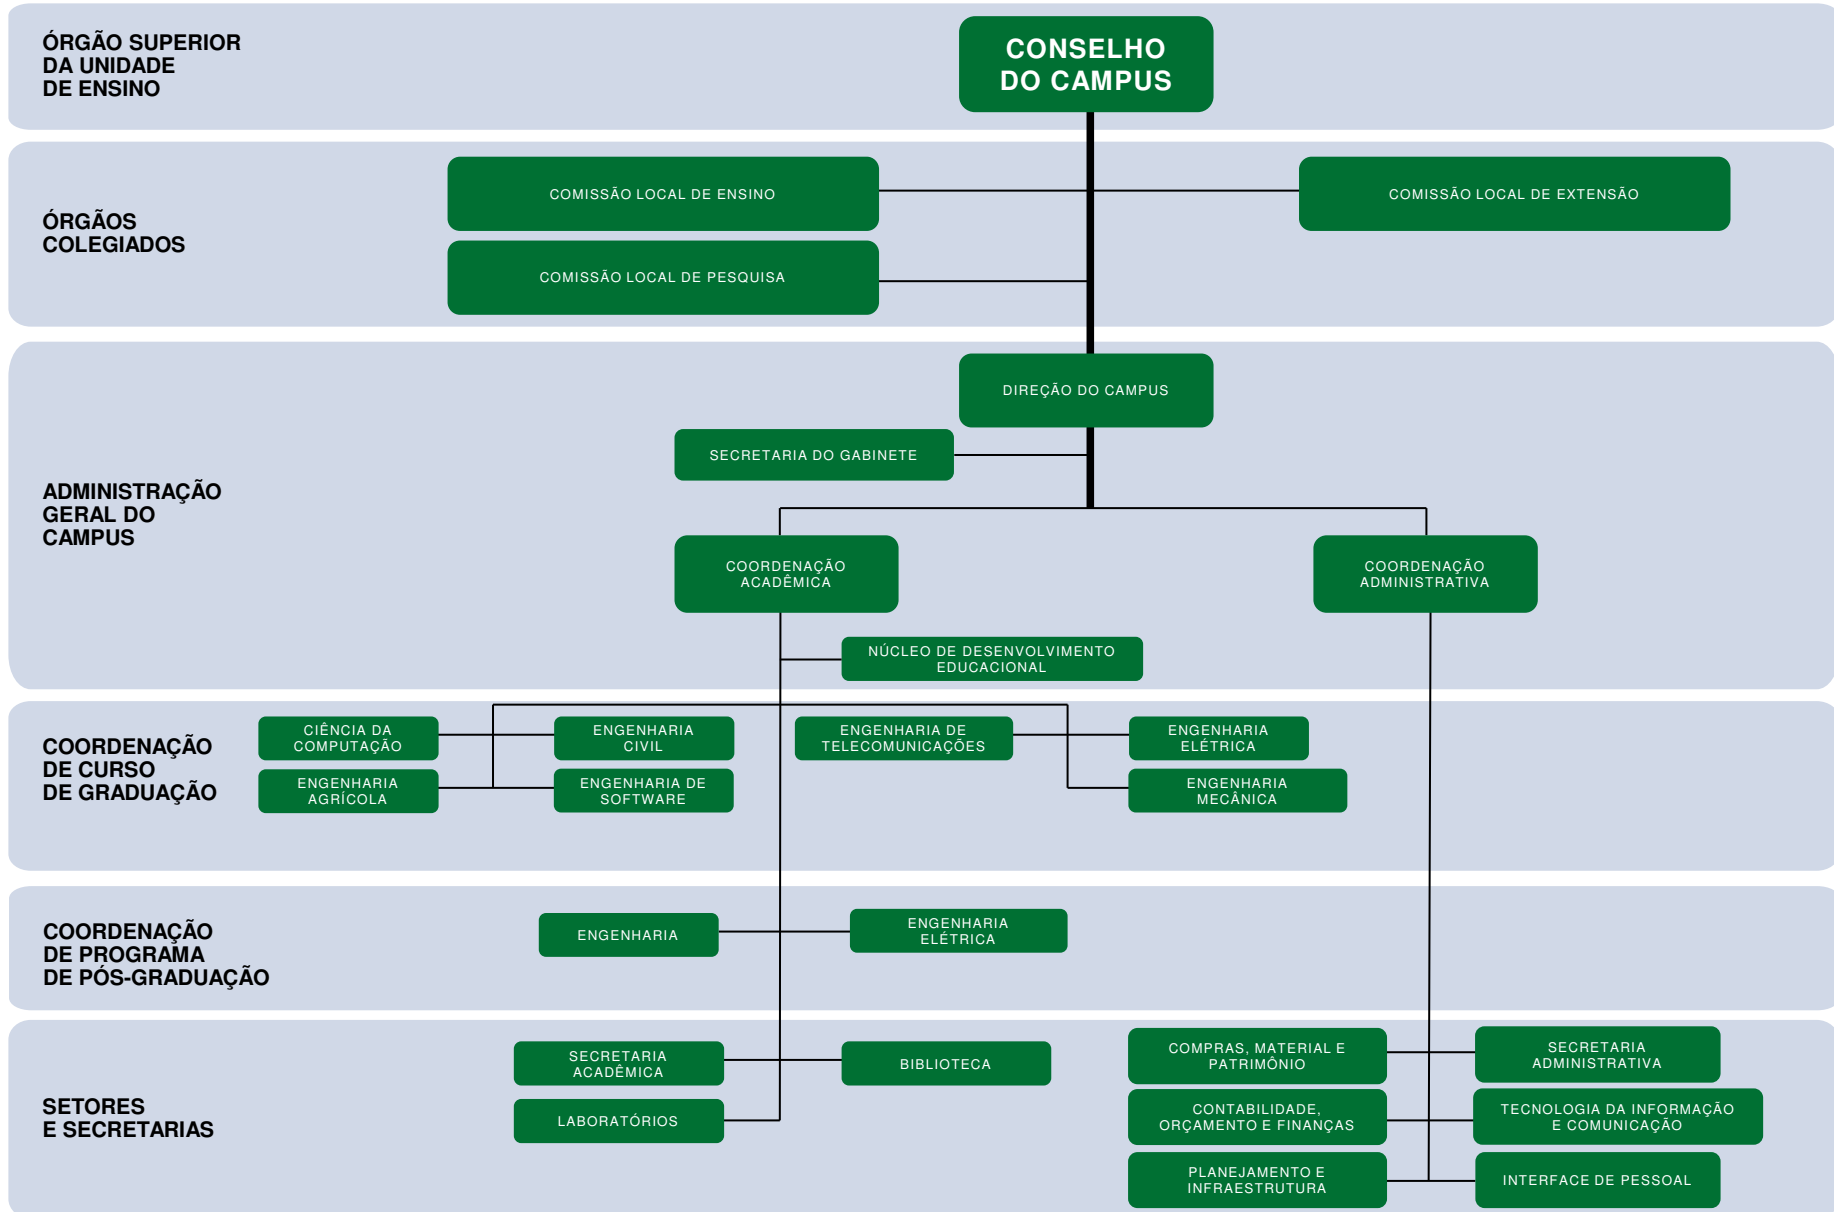 ÓRGÃO SUPERIOR
DA UNIDADE
DE ENSINO
CONSELHO
DO CAMPUS
ÓRGÃOS
COLEGIADOS
COMISSÃO LOCAL DE ENSINO
COMISSÃO LOCAL DE EXTENSÃO
COMISSÃO LOCAL DE PESQUISA
ADMINISTRAÇÃO
GERAL DO
CAMPUS
DIREÇÃO DO CAMPUS
SECRETARIA DO GABINETE
COORDENAÇÃO
ACADÊMICA
COORDENAÇÃO
ADMINISTRATIVA
NÚCLEO DE DESENVOLVIMENTO
EDUCACIONAL
COORDENAÇÃO
DE CURSO
DE GRADUAÇÃO
CIÊNCIA DA
COMPUTAÇÃO
ENGENHARIA
CIVIL
ENGENHARIA DE
TELECOMUNICAÇÕES
ENGENHARIA
ELÉTRICA
ENGENHARIA
AGRÍCOLA
ENGENHARIA DE
SOFTWARE
ENGENHARIA
MECÂNICA
COORDENAÇÃO
DE PROGRAMA
DE PÓS-GRADUAÇÃO
ENGENHARIA
ENGENHARIA
ELÉTRICA
SETORES
E SECRETARIAS
SECRETARIA
ACADÊMICA
BIBLIOTECA
LABORATÓRIOS
COMPRAS, MATERIAL E
PATRIMÔNIO
SECRETARIA
ADMINISTRATIVA
CONTABILIDADE,
ORÇAMENTO E FINANÇAS
TECNOLOGIA DA INFORMAÇÃO
E COMUNICAÇÃO
PLANEJAMENTO E
INFRAESTRUTURA
INTERFACE DE PESSOAL